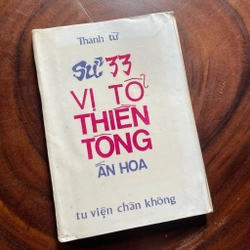 Thanh từ
SỬ 33
VỊ TỔ
THIỀN
TÔNG
ẤN HOA
tu viện chân không